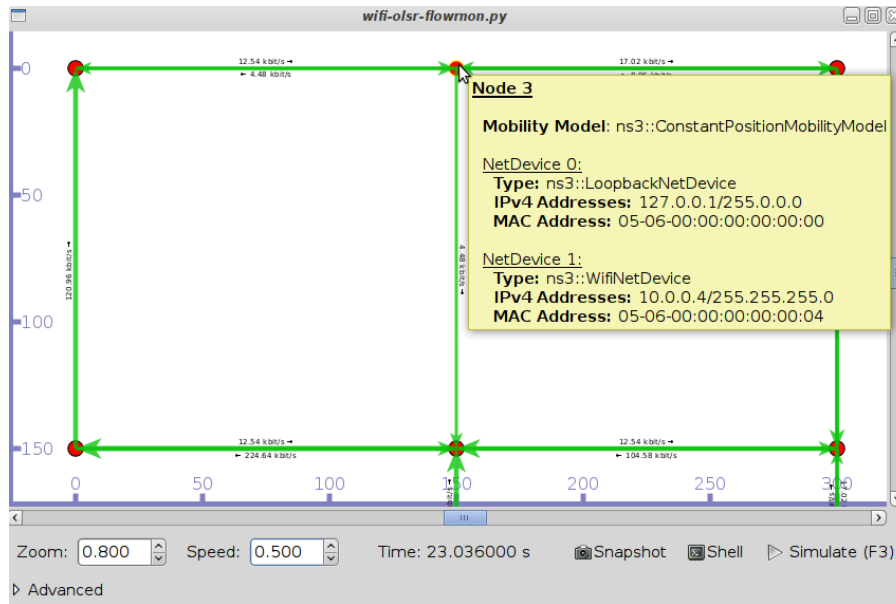 wifi-olsr-flowmon.py
0
12.54 kbit/s →
← 4.48 kbit/s
17.02 kbit/s →
Node 3
Mobility Model: ns3::ConstantPositionMobilityModel
NetDevice 0:
Type: ns3::LoopbackNetDevice
IPv4 Addresses: 127.0.0.1/255.0.0.0
MAC Address: 05-06-00:00:00:00:00:00
NetDevice 1:
Type: ns3::WifiNetDevice
IPv4 Addresses: 10.0.0.4/255.255.255.0
MAC Address: 05-06-00:00:00:00:00:04
50
120.96 kbit/s →
4.48 kbit/s →
100
150
12.54 kbit/s →
← 224.64 kbit/s
12.54 kbit/s →
← 104.58 kbit/s
0 50 100 150 200 250 300
Zoom: 0.800 Speed: 0.500 Time: 23.036000 s Snapshot Shell Simulate (F3)
Advanced